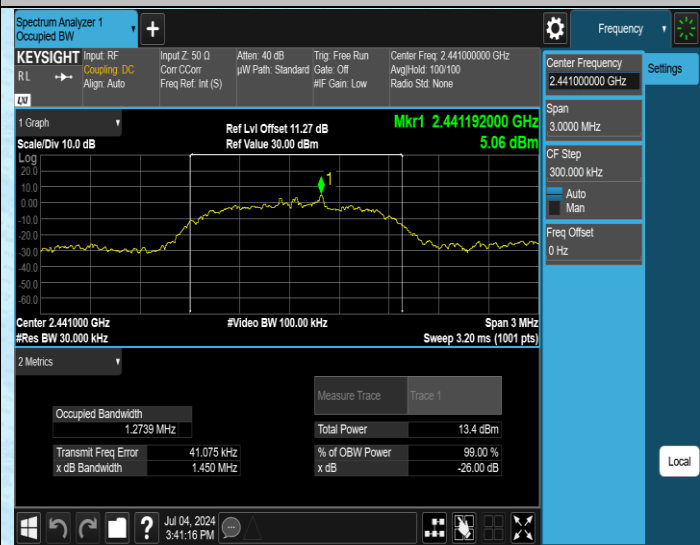 Spectrum Analyzer 1
Occupied BW
Frequency
KEYSIGHT
RL
Input: RF
Coupling: DC
Align: Auto
Input Z: 50 Ω
Corr CCorr
Freq Ref: Int (S)
Atten: 40 dB
µW Path: Standard
Trig: Free Run
Gate: Off
#IF Gain: Low
Center Freq: 2.441000000 GHz
Avg|Hold: 100/100
Radio Std: None
LXI
Center Frequency
2.441000000 GHz
Settings
Span
3.0000 MHz
CF Step
300.000 kHz
Auto
Man
Freq Offset
0 Hz
1 Graph
Scale/Div 10.0 dB
Ref Lvl Offset 11.27 dB
Ref Value 30.00 dBm
Mkr1 2.441192000 GHz
5.06 dBm
Log
20.0
10.0
0.00
-10.0
-20.0
-30.0
-40.0
-50.0
-60.0
1
Center 2.441000 GHz
#Res BW 30.000 kHz
#Video BW 100.00 kHz
Span 3 MHz
Sweep 3.20 ms (1001 pts)
2 Metrics
Measure Trace
Trace 1
Occupied Bandwidth
1.2739 MHz
Total Power
13.4 dBm
Transmit Freq Error
41.075 kHz
% of OBW Power
99.00 %
x dB Bandwidth
1.450 MHz
x dB
-26.00 dB
Local
?
Jul 04, 2024
3:41:16 PM